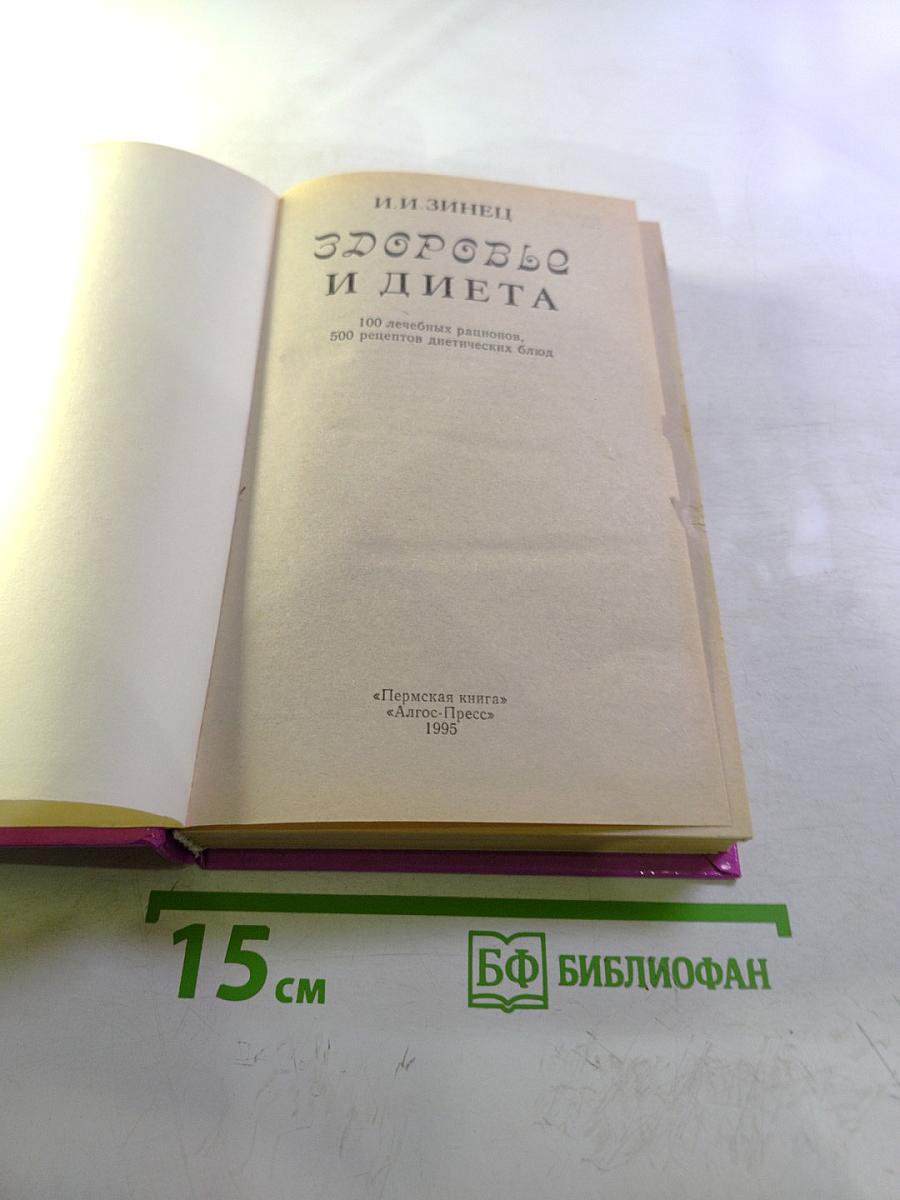 И. И. ЗИНЕЦ
ЗДОРОВЬЕ
И ДИЕТА
100 лечебных рационов,
500 рецептов диетических блюд
«Пермская книга»
«Алгос-Пресс»
1995
15 см
БФ БИБЛИОФАН